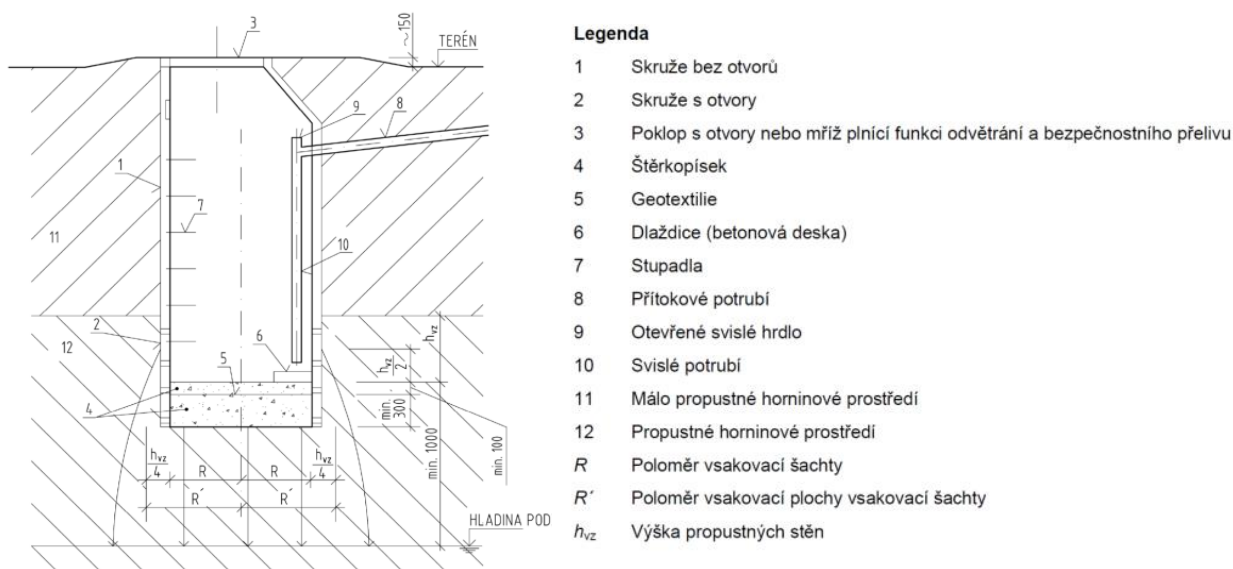 3
~150
TERÉN
9
8
1
7
11
10
2
12
6
5
h_vz
h_vz
2
4
min.
300
min. 1000
min. 100
h_vz
4
R
R
h_vz
4
R´
R´
HLADINA POD
Legenda
1 Skruže bez otvorů
2 Skruže s otvory
3 Poklop s otvory nebo mříž plnící funkci odvětrání a bezpečnostního přelivu
4 Štěrkopísek
5 Geotextilie
6 Dlaždice (betonová deska)
7 Stupadla
8 Přítokové potrubí
9 Otevřené svislé hrdlo
10 Svislé potrubí
11 Málo propustné horninové prostředí
12 Propustné horninové prostředí
R Poloměr vsakovací šachty
R´ Poloměr vsakovací plochy vsakovací šachty
h_vz Výška propustných stěn